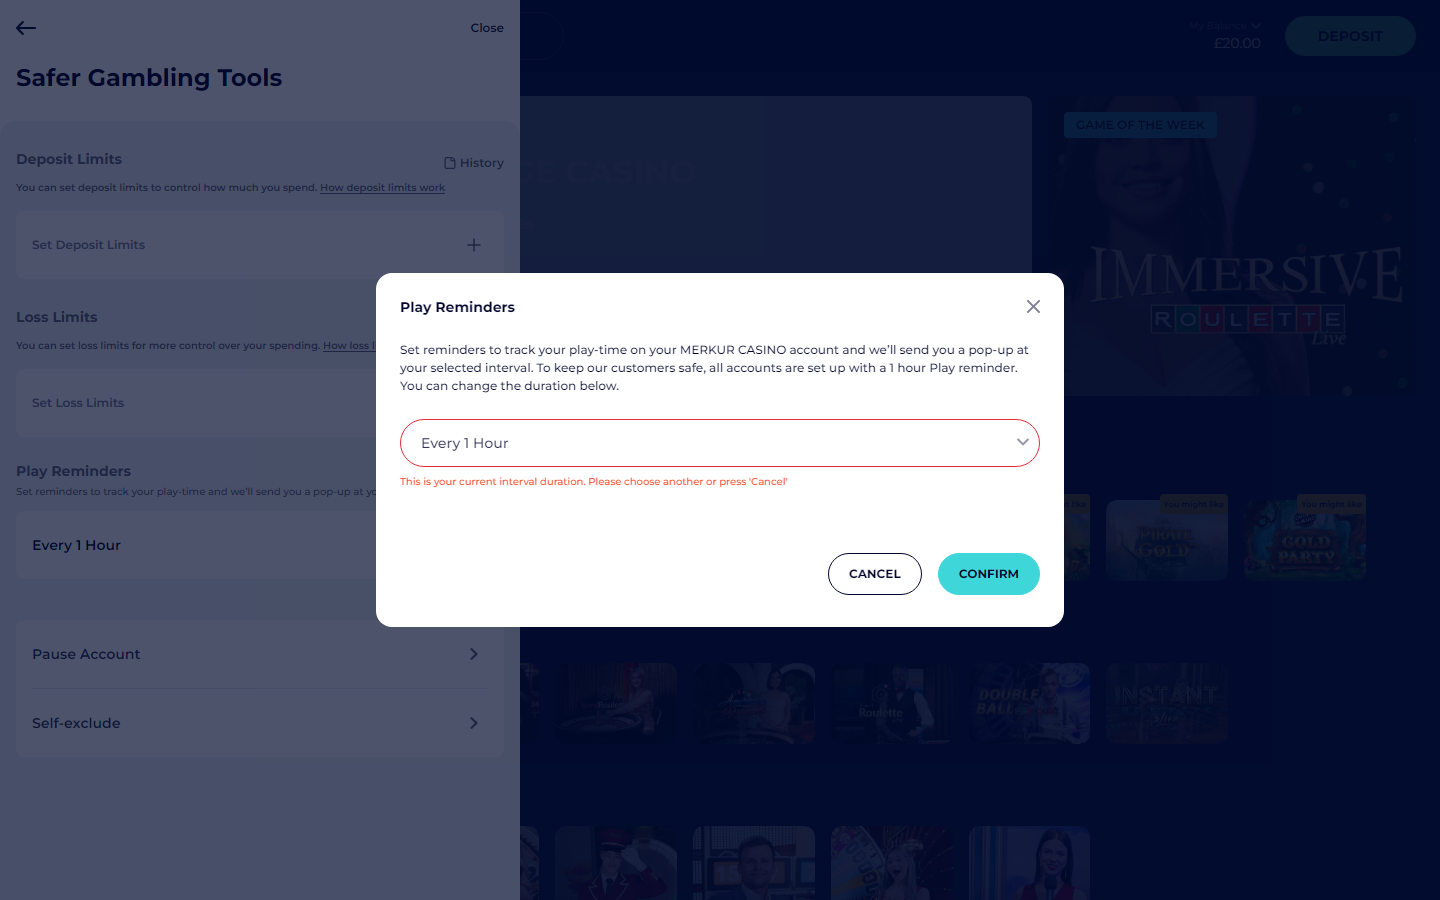 Close
My Balance
£20.00
DEPOSIT
Safer Gambling Tools
GAME OF THE WEEK
Deposit Limits
History
You can set deposit limits to control how much you spend. How deposit limits work
CASINO
Set Deposit Limits
IMMERSIVE
ROULETTE
Live
Loss Limits
You can set loss limits for more control over your spending. How loss l
Set Loss Limits
Play Reminders
Set reminders to track your play-time and we'll send you a pop-up at yo
Every 1 Hour
Play Reminders
Set reminders to track your play-time on your MERKUR CASINO account and we'll send you a pop-up at
your selected interval. To keep our customers safe, all accounts are set up with a 1 hour Play reminder.
You can change the duration below.
Every 1 Hour
This is your current interval duration. Please choose another or press 'Cancel'
CANCEL
CONFIRM
like
You might like
You might like
GOLD
GOLD
PARTY
Pause Account
Self-exclude
Roulette
DOUBLE
BALL
INSTANT